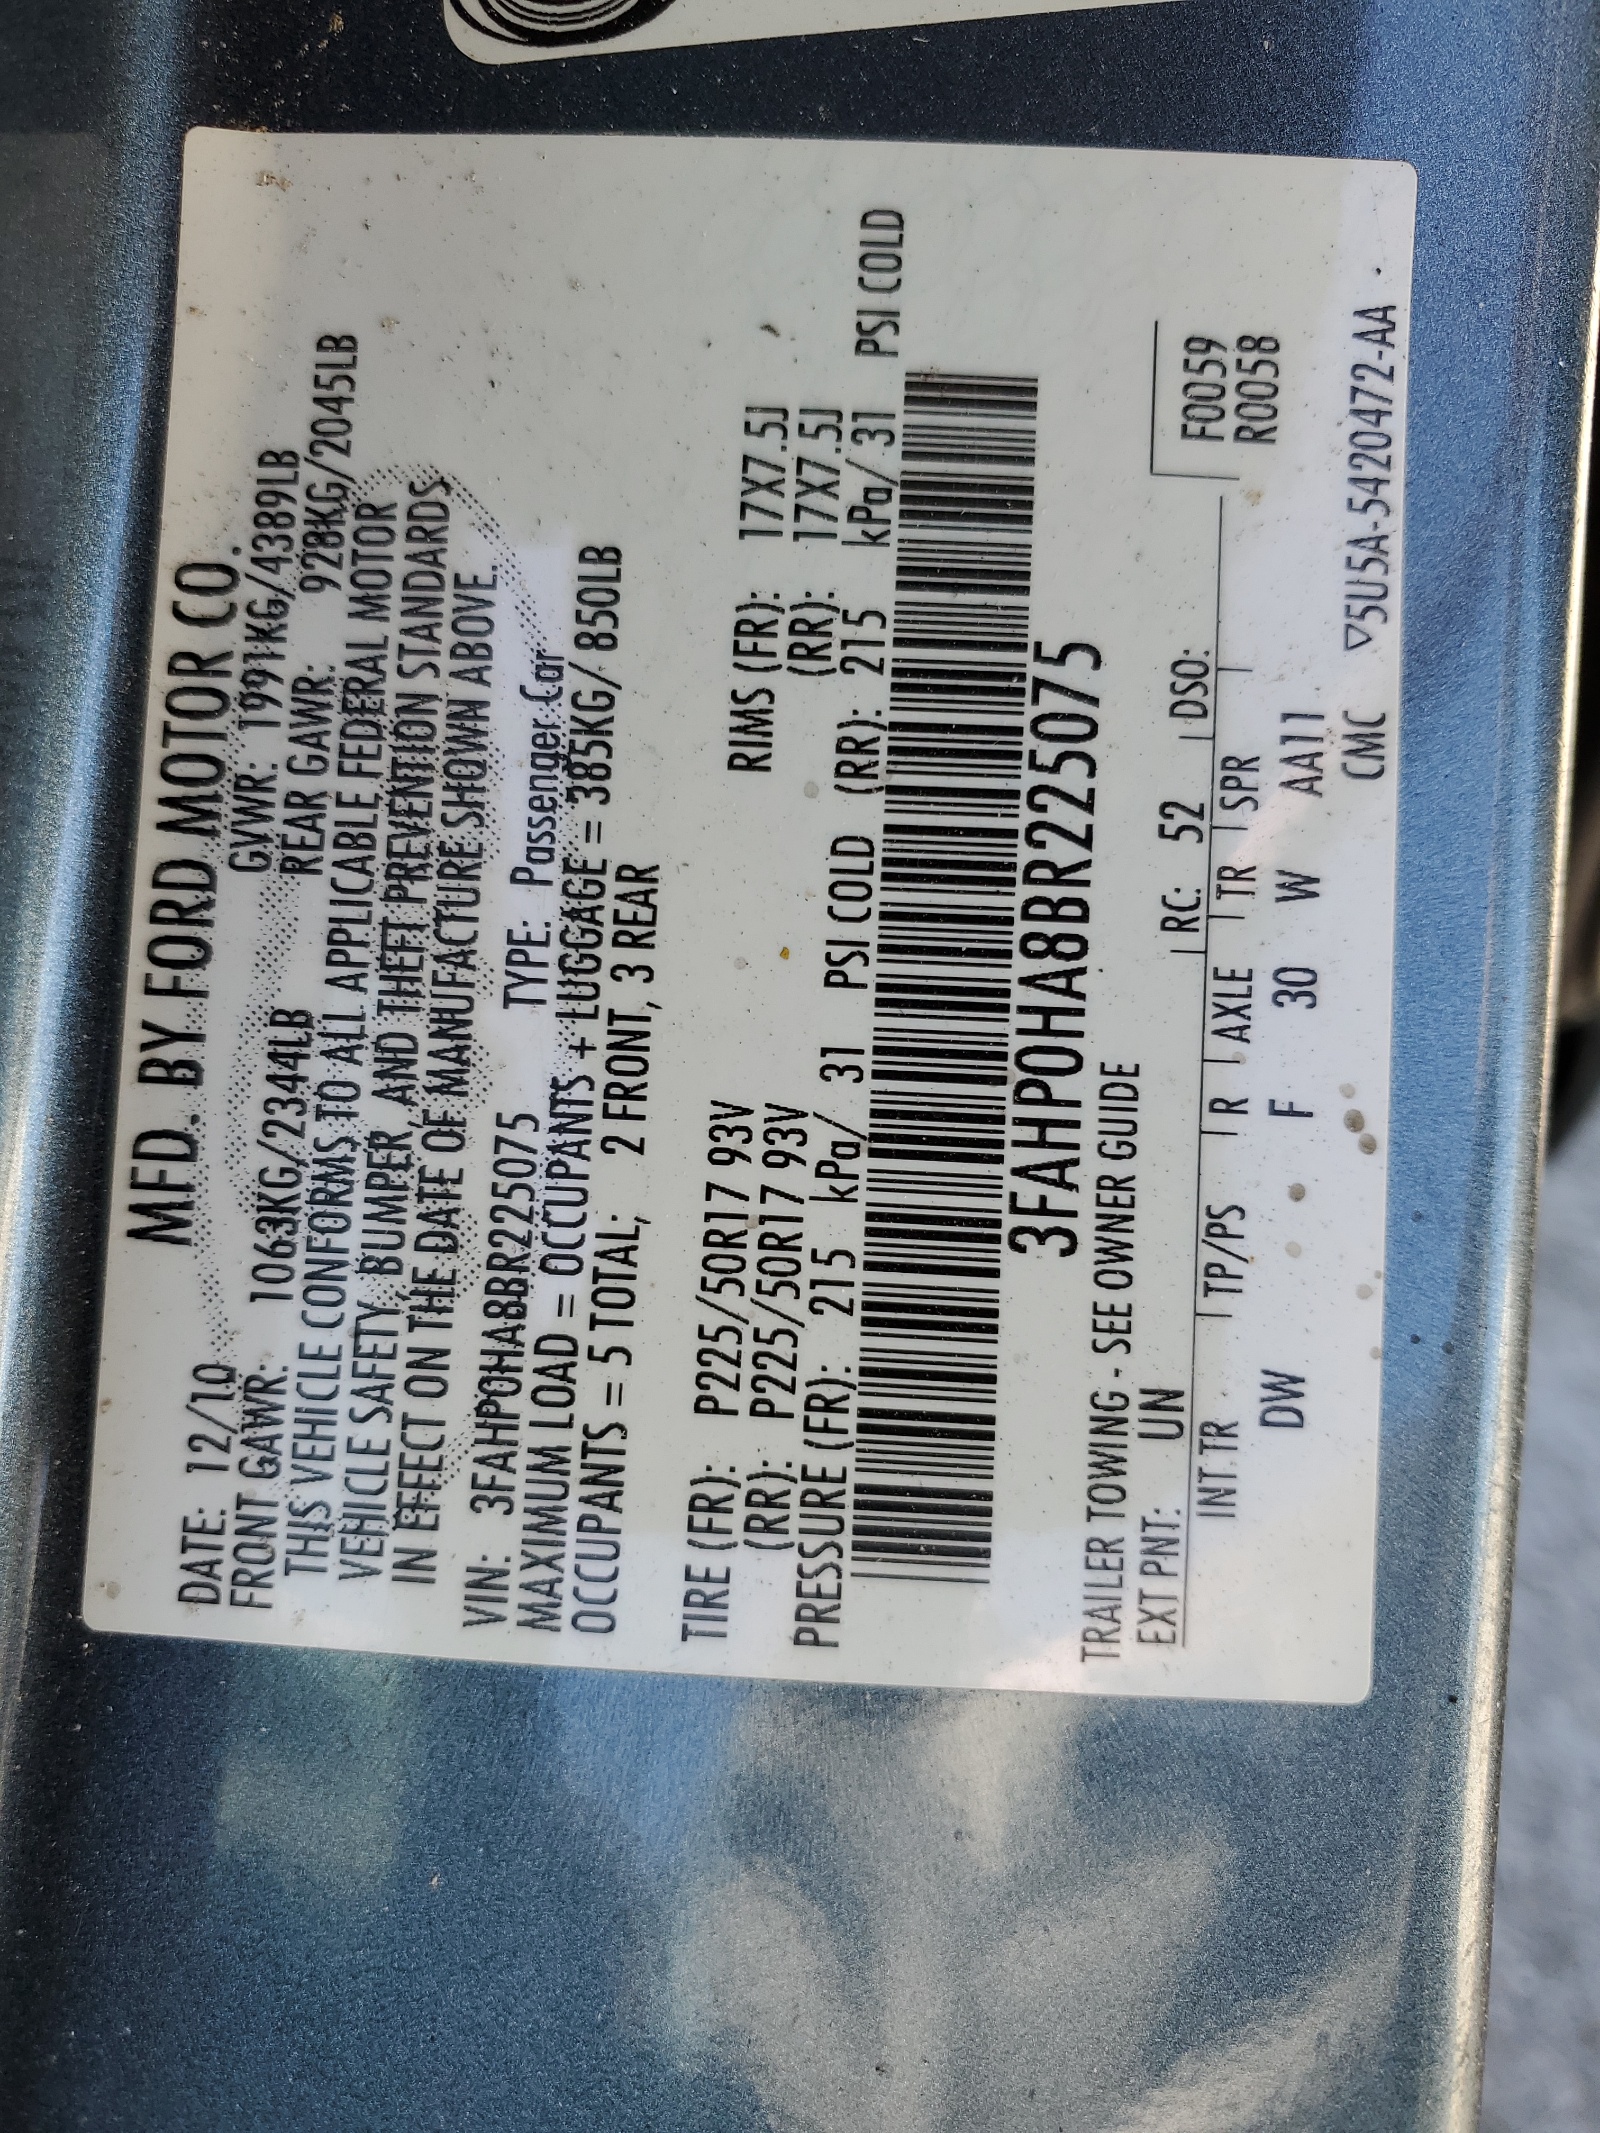 MFD. BY FORD MOTOR CO.
DATE: 12/10 GVWR: 1991KG/4389LB
FRONT GAWR: 1063KG/2344LB REAR GAWR: 928KG/2045LB
THIS VEHICLE CONFORMS TO ALL APPLICABLE FEDERAL MOTOR
VEHICLE SAFETY, BUMPER, AND THEFT PREVENTION STANDARDS
IN EFFECT ON THE DATE OF MANUFACTURE SHOWN ABOVE.
VIN: 3FAHP0HA8BR225075 TYPE: Passenger Car
MAXIMUM LOAD = OCCUPANTS + LUGGAGE = 385KG/ 850LB
OCCUPANTS = 5 TOTAL; 2 FRONT, 3 REAR
TIRE (FR): P225/50R17 93V RIMS (FR): 17X7.5J
(RR): P225/50R17 93V (RR): 17X7.5J
PRESSURE (FR): 215 kPa/ 31 PSI COLD (RR): 215 kPa/ 31 PSI COLD
3FAHP0HA8BR225075
TRAILER TOWING - SEE OWNER GUIDE
EXT PNT: UN RC: 52 DSO: F0059
INT TR TP/PS R AXLE TR SPR R0058
DW F 30 W AA11
CMC ▽5U5A-5420472-AA